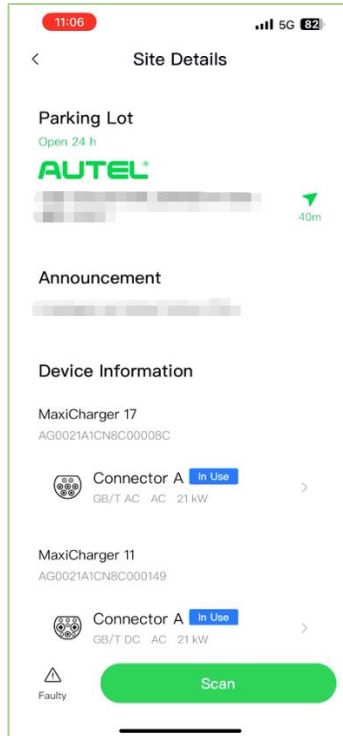 11:06
5G 82
Site Details
Parking Lot
Open 24 h
AUTEL
40m
Announcement
Device Information
MaxiCharger 17
AG0021A1CN8C00008C
Connector A In Use
GB/T AC AC 21 kW
MaxiCharger 11
AG0021A1CN8C000149
Connector A In Use
GB/T DC AC 21 kW
Faulty
Scan